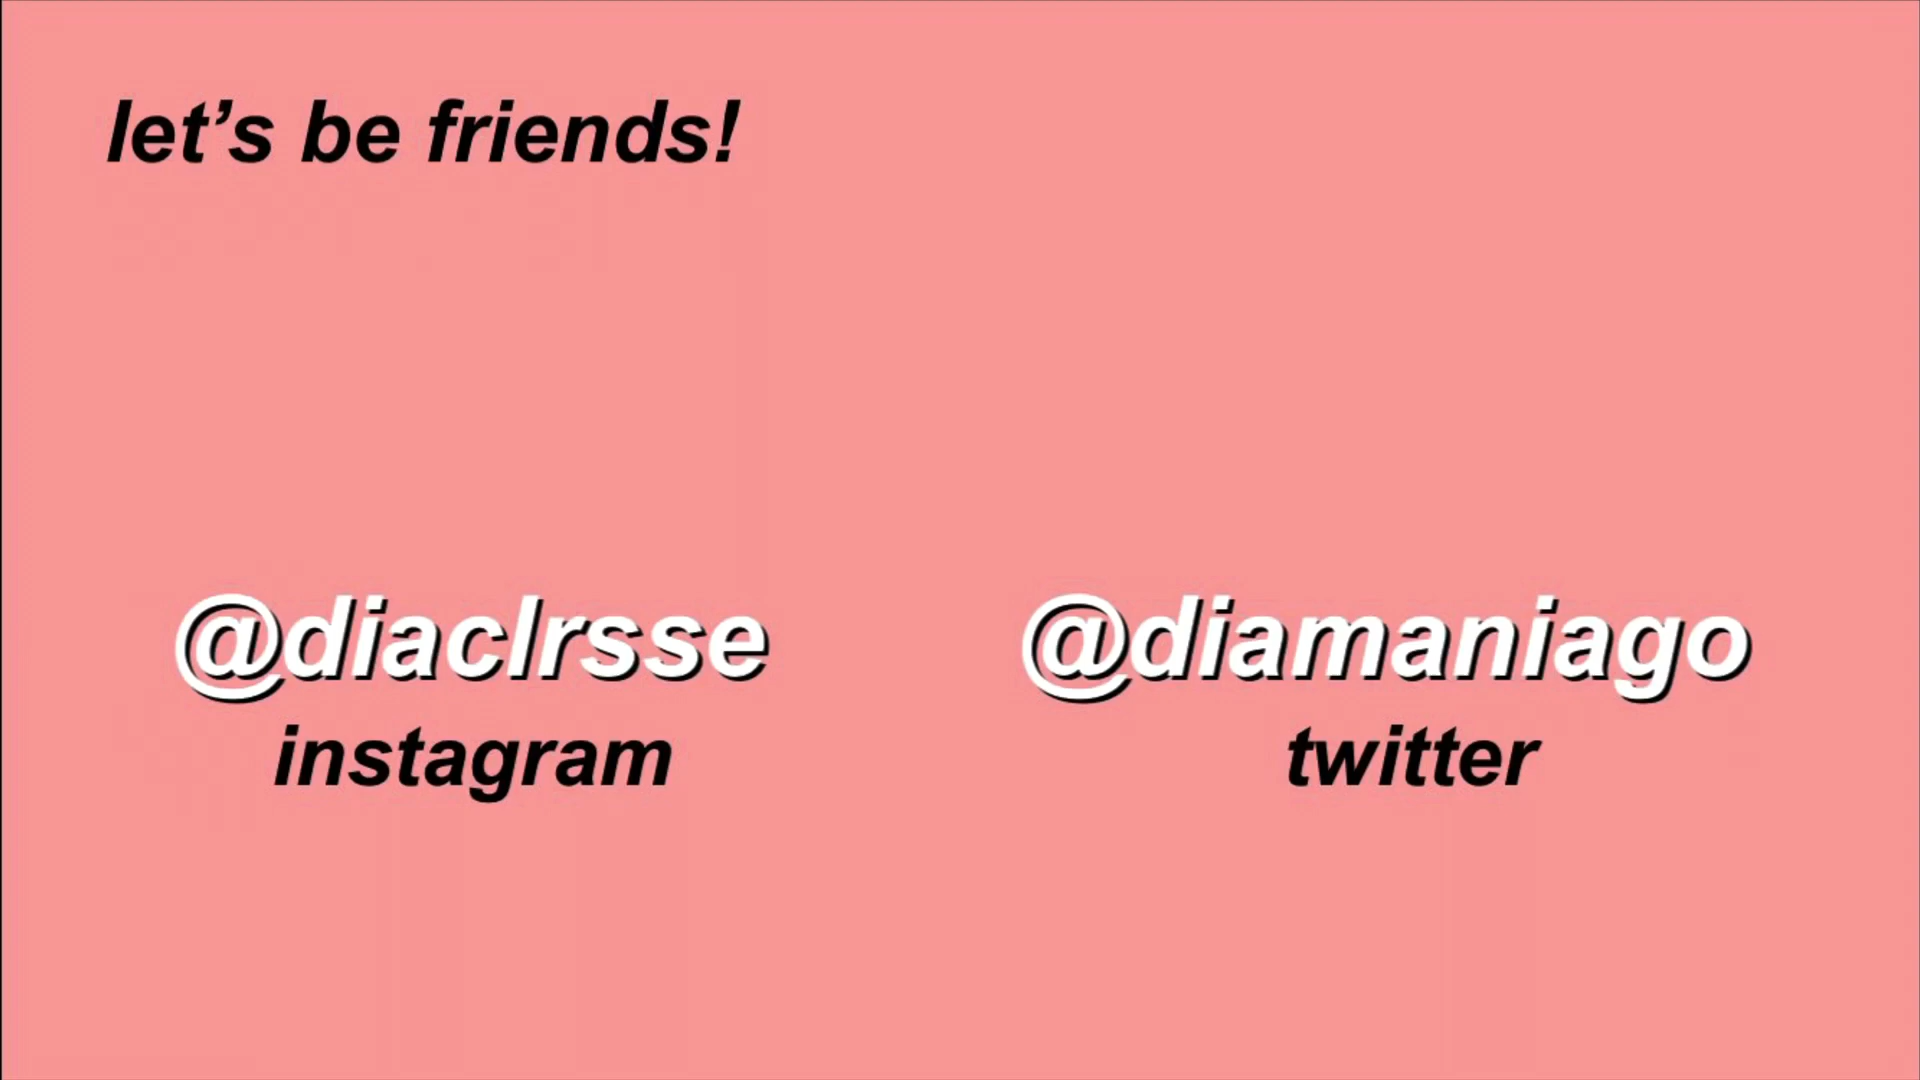 let’s be friends!
@diaclrsse
instagram
@diamaniago
twitter